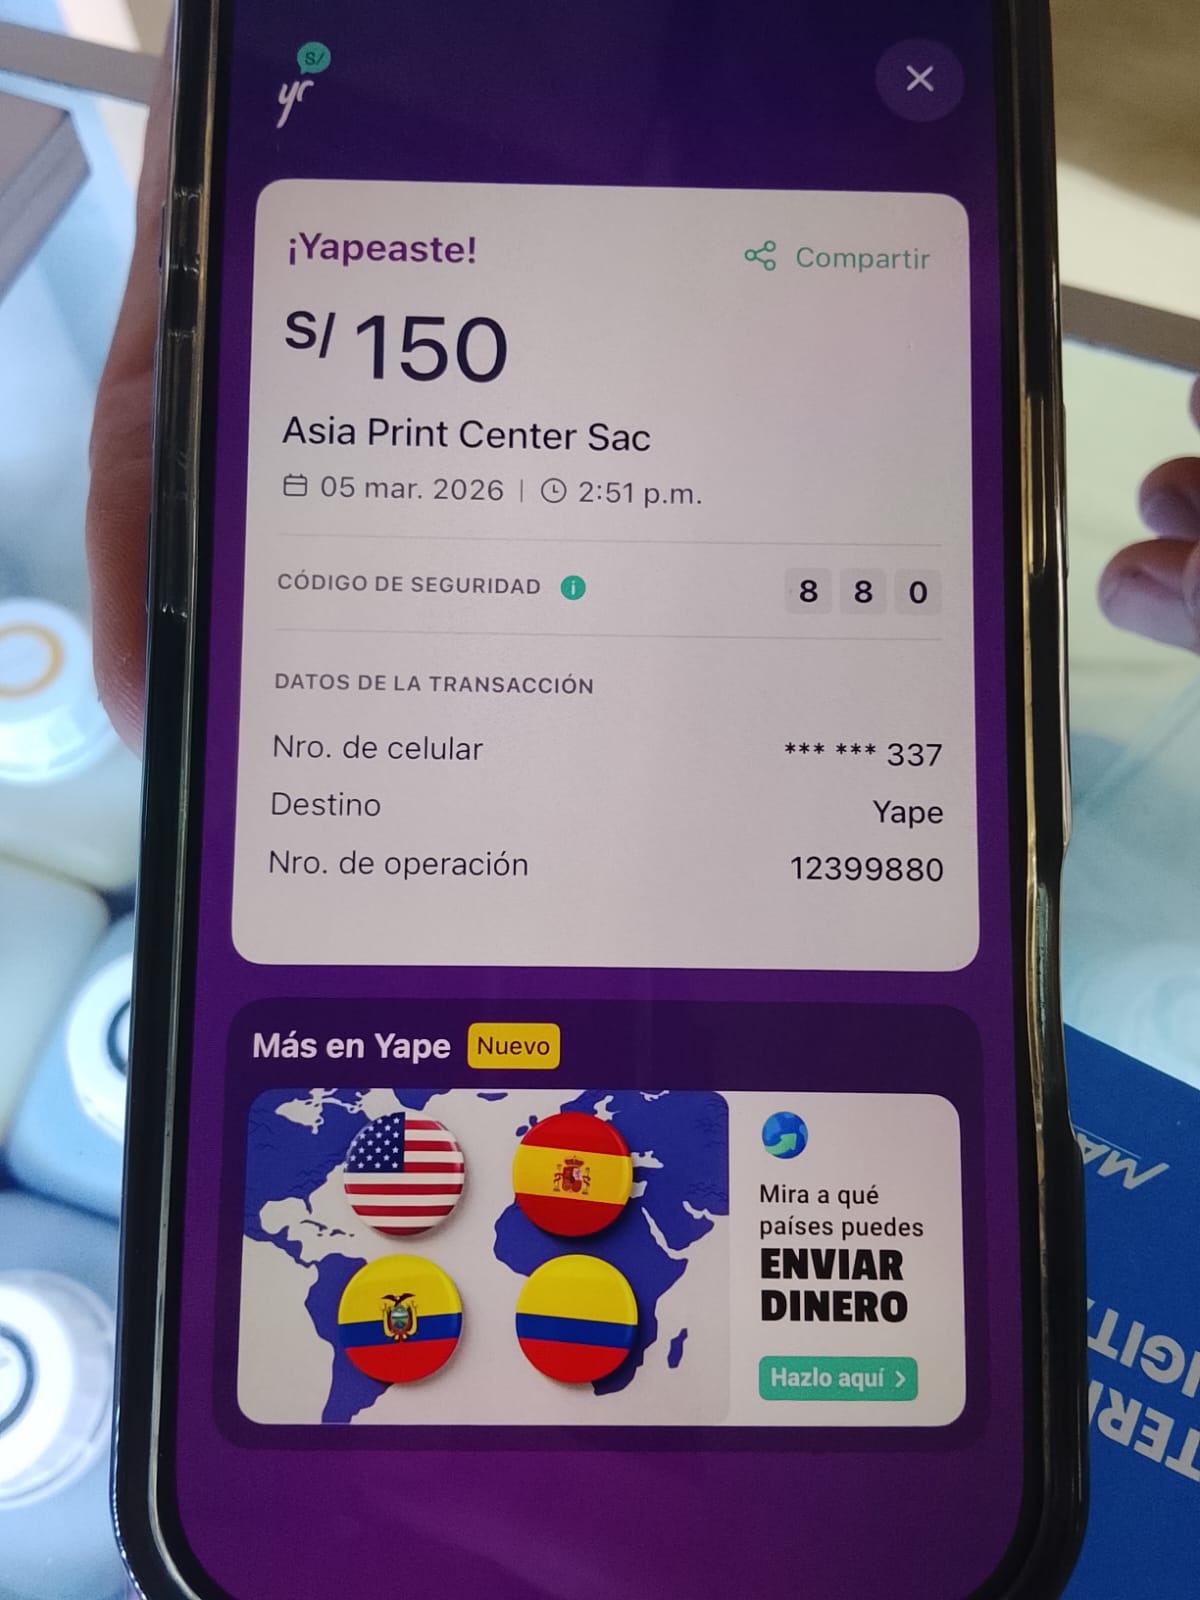 S/
yr
¡Yapeaste!
Compartir
S/ 150
Asia Print Center Sac
05 mar. 2026 | 2:51 p.m.
CÓDIGO DE SEGURIDAD i 8 8 0
DATOS DE LA TRANSACCIÓN
Nro. de celular *** *** 337
Destino Yape
Nro. de operación 12399880
Más en Yape Nuevo
Mira a qué
países puedes
ENVIAR
DINERO
Hazlo aquí >